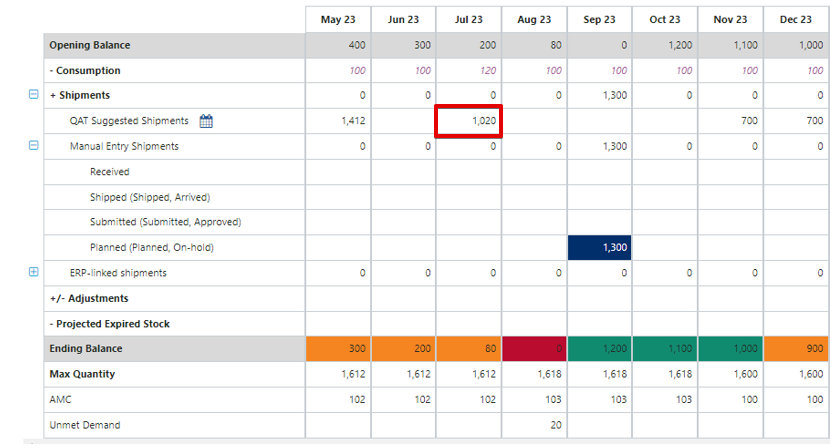 May 23 Jun 23 Jul 23 Aug 23 Sep 23 Oct 23 Nov 23 Dec 23
Opening Balance 400 300 200 80 0 1,200 1,100 1,000
- Consumption 100 100 120 100 100 100 100 100
+ Shipments 0 0 0 0 1,300 0 0 0
QAT Suggested Shipments 1,412 1,020 700 700
Manual Entry Shipments 0 0 0 0 1,300 0 0 0
Received
Shipped (Shipped, Arrived)
Submitted (Submitted, Approved)
Planned (Planned, On-hold) 1,300
ERP-linked shipments 0 0 0 0 0 0 0 0
+/- Adjustments
- Projected Expired Stock
Ending Balance 300 200 80 0 1,200 1,100 1,000 900
Max Quantity 1,612 1,612 1,612 1,618 1,618 1,618 1,600 1,600
AMC 102 102 102 103 103 103 100 100
Unmet Demand 20